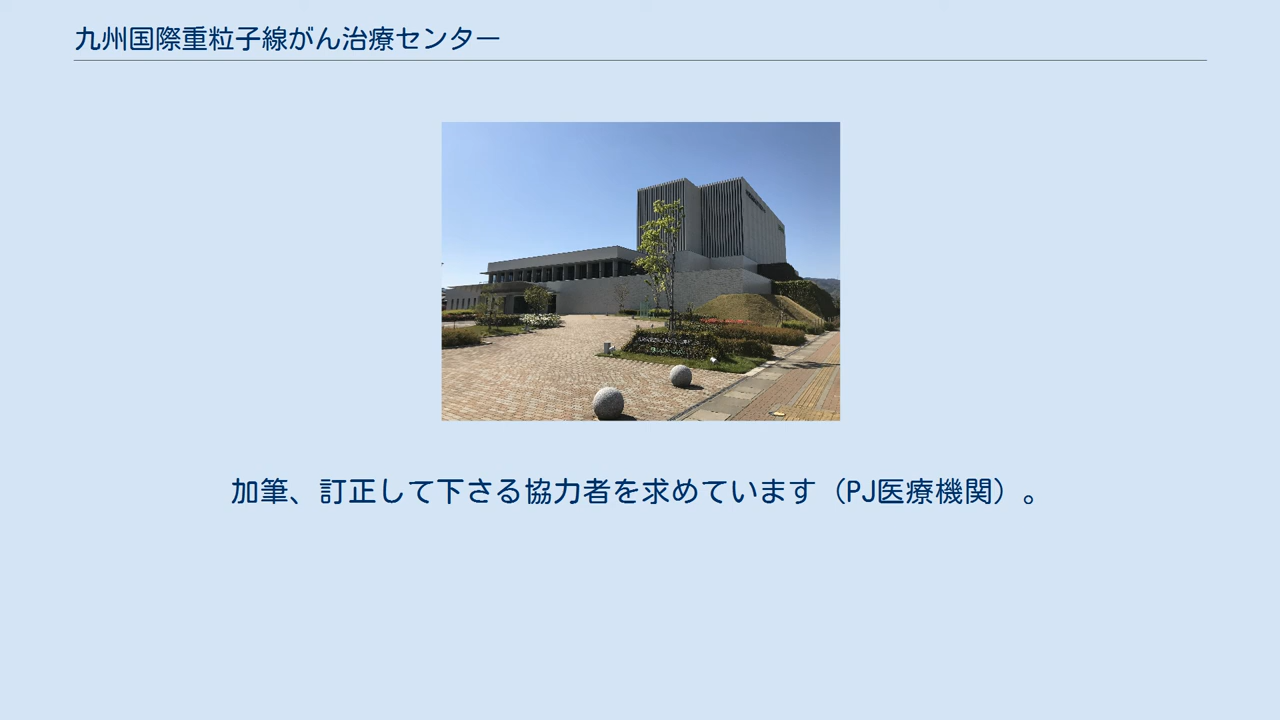 九州国際重粒子線がん治療センター
加筆、訂正して下さる協力者を求めています（PJ医療機関）。